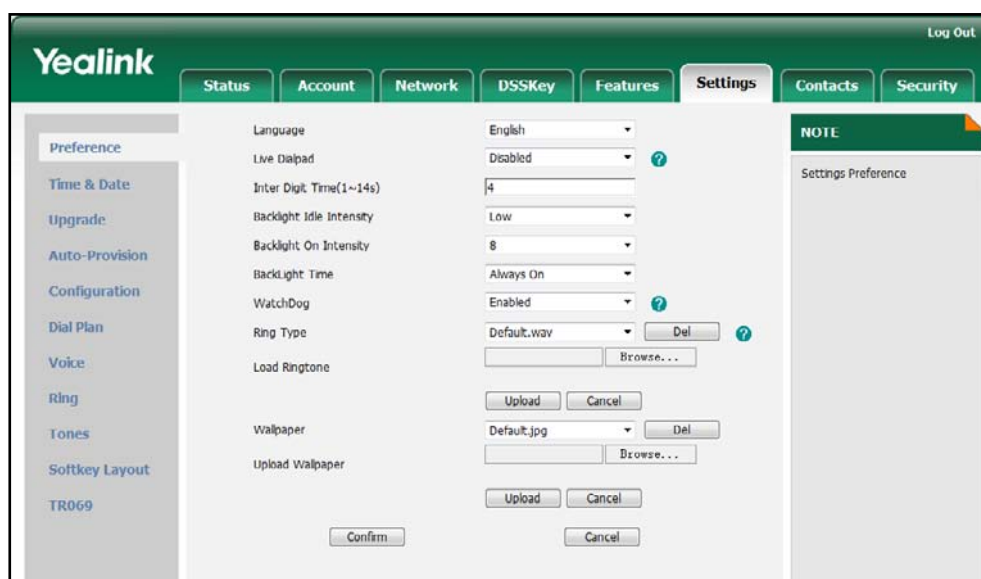 Log Out
Yealink
Status Account Network DSSKey Features Settings Contacts Security
Preference
Time & Date
Upgrade
Auto-Provision
Configuration
Dial Plan
Voice
Ring
Tones
Softkey Layout
TR069
Language English
Live Dialpad Disabled ?
Inter Digit Time(1~14s) 4
Backlight Idle Intensity Low
Backlight On Intensity 8
BackLight Time Always On
WatchDog Enabled ?
Ring Type Default.wav Del ?
Load Ringtone Browse...
Upload Cancel
Wallpaper Default.jpg Del
Upload Wallpaper Browse...
Upload Cancel
Confirm Cancel
NOTE
Settings Preference